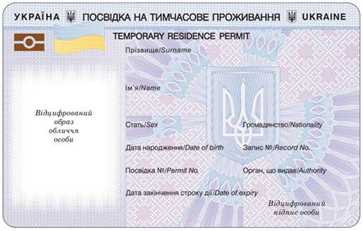 УКРАЇНА ПОСВІДКА НА ТИМЧАСОВЕ ПРОЖИВАННЯ UKRAINE
TEMPORARY RESIDENCE PERMIT
Прізвище/Surname
Ім'я/Name
Відцифрований
образ
обличчя
особи
Стать/Sex Громадянство/Nationality
Дата народження/Date of birth Запис №/Record No.
Посвідка №/Permit No. Орган, що видав/Authority
Дата закінчення строку дії/Date of expiry
Відцифрований
підпис особи